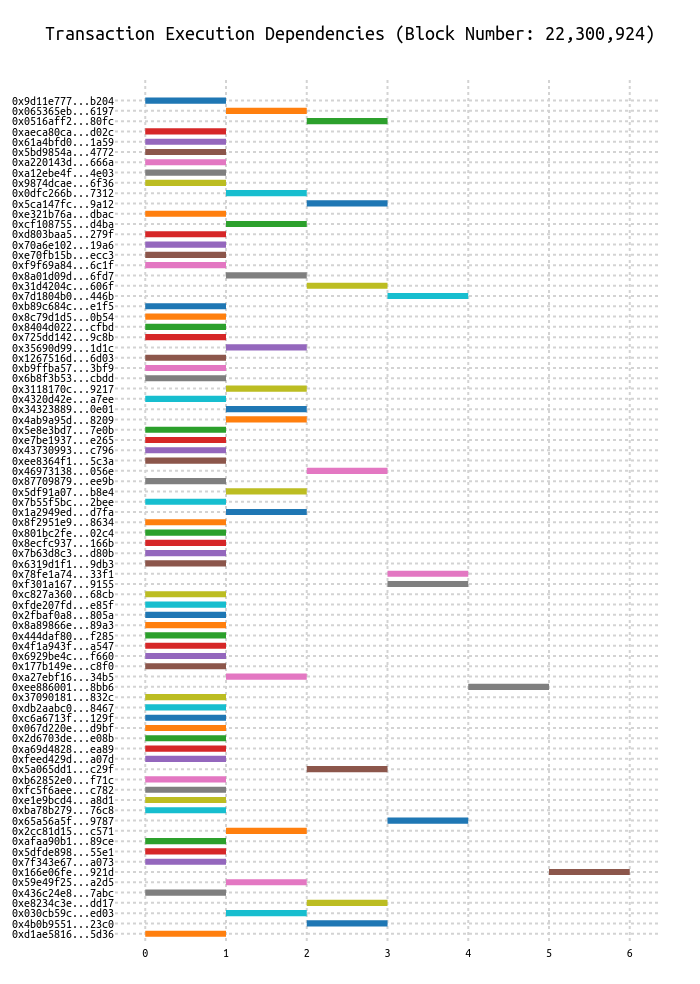 Transaction Execution Dependencies (Block Number: 22,300,924)
0x9d11e777...b204
0x065365eb...6197
0x0516aff2...80fc
0xaeca80ca...d02c
0x61a4bfd0...1a59
0x5bd9854a...4772
0xa220143d...666a
0xa12ebe4f...4e03
0x9874dcae...6f36
0x0dfc266b...7312
0x5ca147fc...9a12
0xe321b76a...dbac
0xcf108755...d4ba
0xd803baa5...279f
0x70a6e102...19a6
0xe70fb15b...ecc3
0xf9f69a84...6c1f
0x8a01d09d...6fd7
0x31d4204c...606f
0x7d1804b0...446b
0xb89c684c...e1f5
0x8c79d1d5...0b54
0x8404d022...cfbd
0x725dd142...9c8b
0x35690d99...1d1c
0x1267516d...6d03
0xb9ffba57...3bf9
0x6b8f3b53...cbdd
0x3118170c...9217
0x4320d42e...a7ee
0x34323889...0e01
0x4ab9a95d...8209
0x5e8e3bd7...7e0b
0xe7be1937...e265
0x43730993...c796
0xee8364f1...5c3a
0x46973138...056e
0x87709879...ee9b
0x5df91a07...b8e4
0x7b55f5bc...2bee
0x1a2949ed...d7fa
0x8f2951e9...8634
0x801bc2fe...02c4
0x8ecfc937...166b
0x7b63d8c3...d80b
0x6319d1f1...9db3
0x78fe1a74...33f1
0xf301a167...9155
0xc827a360...68cb
0xfde207fd...e85f
0x2fbaf0a8...805a
0x8a89866e...89a3
0x444daf80...f285
0x4f1a943f...a547
0x6929be4c...f660
0x177b149e...c8f0
0xa27ebf16...34b5
0xee886001...8bb6
0x37090181...832c
0xdb2aabc0...8467
0xc6a6713f...129f
0x067d220e...d9bf
0x2d6703de...e08b
0xa69d4828...ea89
0xfeed429d...a07d
0x5a065dd1...c29f
0xb62852e0...f71c
0xfc5f6aee...c782
0xe1e9bcd4...a8d1
0xba78b279...76c8
0x65a56a5f...9787
0x2cc81d15...c571
0xafaa90b1...89ce
0x5dfde898...55e1
0x7f343e67...a073
0x166e06fe...921d
0x59e49f25...a2d5
0x436c24e8...7abc
0xe8234c3e...dd17
0x030cb59c...ed03
0x4b0b9551...23c0
0xd1ae5816...5d36
0 1 2 3 4 5 6